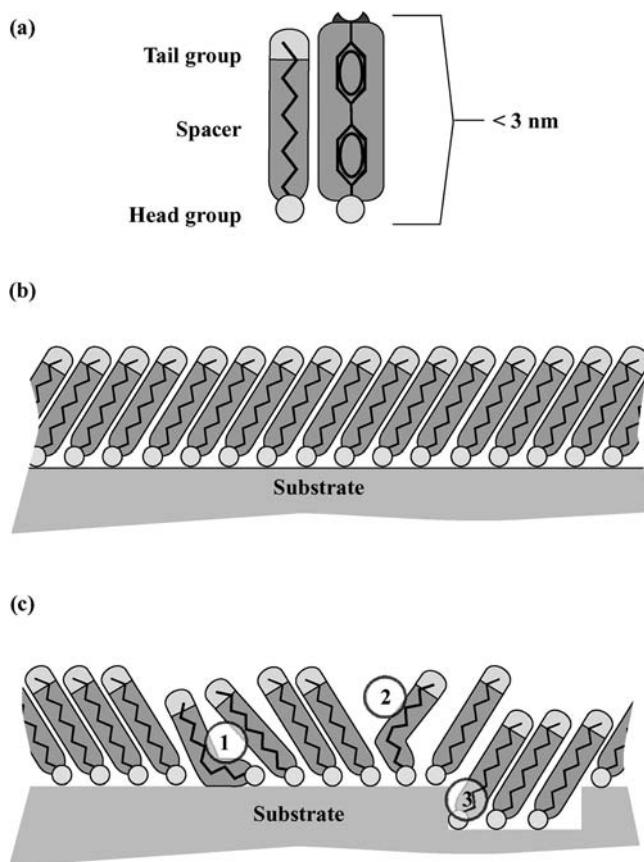 (a)
Tail group
Spacer
< 3 nm
Head group
(b)
Substrate
(c)
2
1
3
Substrate